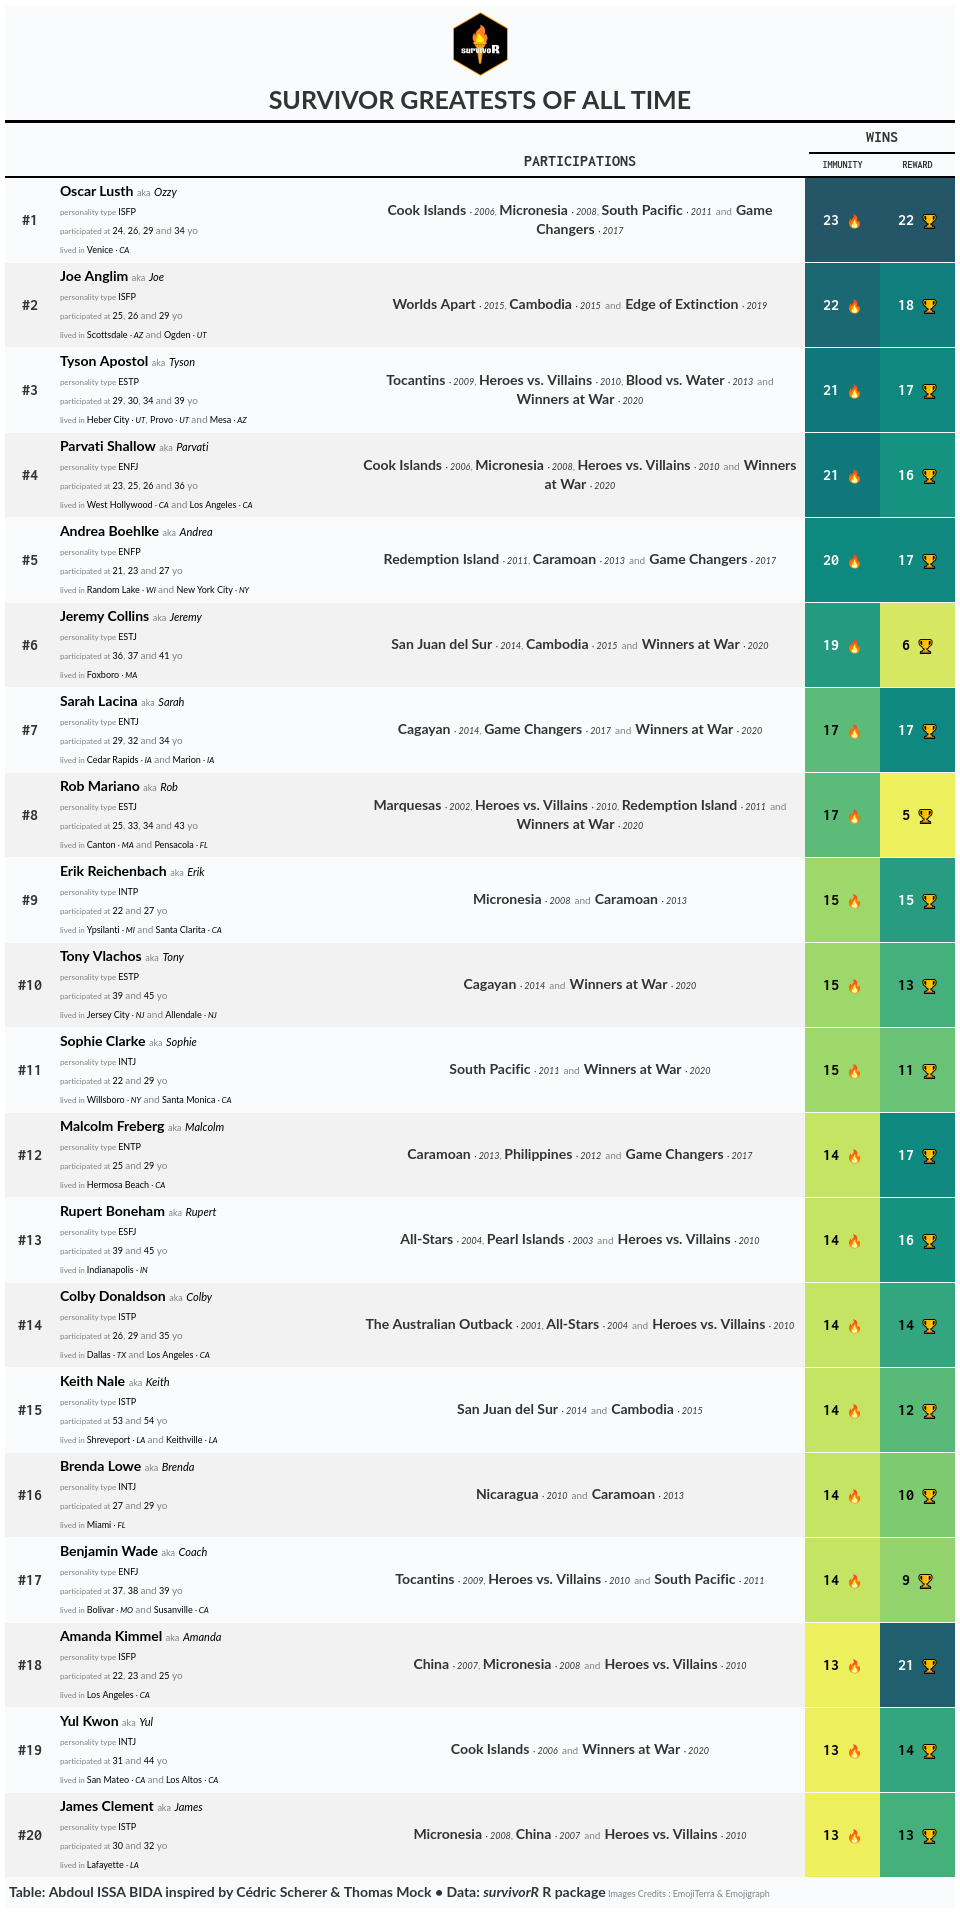 survivoR
SURVIVOR GREATESTS OF ALL TIME
WINS
PARTICIPATIONS IMMUNITY REWARD
#1
Oscar Lusth aka Ozzy
personality type ISFP
participated at 24, 26, 29 and 34 yo
lived in Venice · CA
Cook Islands · 2006, Micronesia · 2008, South Pacific · 2011 and Game
Changers · 2017
23 22
#2
Joe Anglim aka Joe
personality type ISFP
participated at 25, 26 and 29 yo
lived in Scottsdale · AZ and Ogden · UT
Worlds Apart · 2015, Cambodia · 2015 and Edge of Extinction · 2019
22 18
#3
Tyson Apostol aka Tyson
personality type ESTP
participated at 29, 30, 34 and 39 yo
lived in Heber City · UT, Provo · UT and Mesa · AZ
Tocantins · 2009, Heroes vs. Villains · 2010, Blood vs. Water · 2013 and
Winners at War · 2020
21 17
#4
Parvati Shallow aka Parvati
personality type ENFJ
participated at 23, 25, 26 and 36 yo
lived in West Hollywood · CA and Los Angeles · CA
Cook Islands · 2006, Micronesia · 2008, Heroes vs. Villains · 2010 and Winners
at War · 2020
21 16
#5
Andrea Boehlke aka Andrea
personality type ENFP
participated at 21, 23 and 27 yo
lived in Random Lake · WI and New York City · NY
Redemption Island · 2011, Caramoan · 2013 and Game Changers · 2017
20 17
#6
Jeremy Collins aka Jeremy
personality type ESTJ
participated at 36, 37 and 41 yo
lived in Foxboro · MA
San Juan del Sur · 2014, Cambodia · 2015 and Winners at War · 2020
19 6
#7
Sarah Lacina aka Sarah
personality type ENTJ
participated at 29, 32 and 34 yo
lived in Cedar Rapids · IA and Marion · IA
Cagayan · 2014, Game Changers · 2017 and Winners at War · 2020
17 17
#8
Rob Mariano aka Rob
personality type ESTJ
participated at 25, 33, 34 and 43 yo
lived in Canton · MA and Pensacola · FL
Marquesas · 2002, Heroes vs. Villains · 2010, Redemption Island · 2011 and
Winners at War · 2020
17 5
#9
Erik Reichenbach aka Erik
personality type INTP
participated at 22 and 27 yo
lived in Ypsilanti · MI and Santa Clarita · CA
Micronesia · 2008 and Caramoan · 2013
15 15
#10
Tony Vlachos aka Tony
personality type ESTP
participated at 39 and 45 yo
lived in Jersey City · NJ and Allendale · NJ
Cagayan · 2014 and Winners at War · 2020
15 13
#11
Sophie Clarke aka Sophie
personality type INTJ
participated at 22 and 29 yo
lived in Willsboro · NY and Santa Monica · CA
South Pacific · 2011 and Winners at War · 2020
15 11
#12
Malcolm Freberg aka Malcolm
personality type ENTP
participated at 25 and 29 yo
lived in Hermosa Beach · CA
Caramoan · 2013, Philippines · 2012 and Game Changers · 2017
14 17
#13
Rupert Boneham aka Rupert
personality type ESFJ
participated at 39 and 45 yo
lived in Indianapolis · IN
All-Stars · 2004, Pearl Islands · 2003 and Heroes vs. Villains · 2010
14 16
#14
Colby Donaldson aka Colby
personality type ISTP
participated at 26, 29 and 35 yo
lived in Dallas · TX and Los Angeles · CA
The Australian Outback · 2001, All-Stars · 2004 and Heroes vs. Villains · 2010
14 14
#15
Keith Nale aka Keith
personality type ISTP
participated at 53 and 54 yo
lived in Shreveport · LA and Keithville · LA
San Juan del Sur · 2014 and Cambodia · 2015
14 12
#16
Brenda Lowe aka Brenda
personality type INTJ
participated at 27 and 29 yo
lived in Miami · FL
Nicaragua · 2010 and Caramoan · 2013
14 10
#17
Benjamin Wade aka Coach
personality type ENFJ
participated at 37, 38 and 39 yo
lived in Bolivar · MO and Susanville · CA
Tocantins · 2009, Heroes vs. Villains · 2010 and South Pacific · 2011
14 9
#18
Amanda Kimmel aka Amanda
personality type ISFP
participated at 22, 23 and 25 yo
lived in Los Angeles · CA
China · 2007, Micronesia · 2008 and Heroes vs. Villains · 2010
13 21
#19
Yul Kwon aka Yul
personality type INTJ
participated at 31 and 44 yo
lived in San Mateo · CA and Los Altos · CA
Cook Islands · 2006 and Winners at War · 2020
13 14
#20
James Clement aka James
personality type ISTP
participated at 30 and 32 yo
lived in Lafayette · LA
Micronesia · 2008, China · 2007 and Heroes vs. Villains · 2010
13 13
Table: Abdoul ISSA BIDA inspired by Cédric Scherer & Thomas Mock • Data: survivorR R package Images Credits : EmojiTerra & Emojigraph